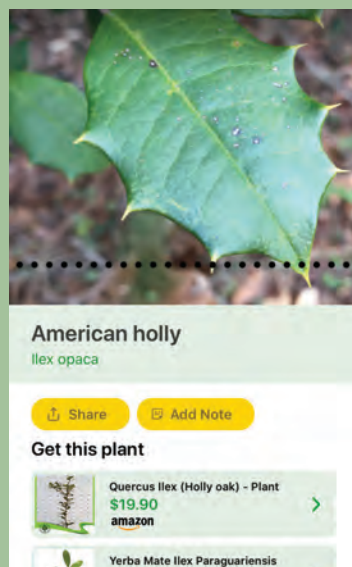 American holly
Ilex opaca
Share
Add Note
Get this plant
Quercus Ilex (Holly oak) - Plant
$19.90
amazon
Yerba Mate Ilex Paraguariensis